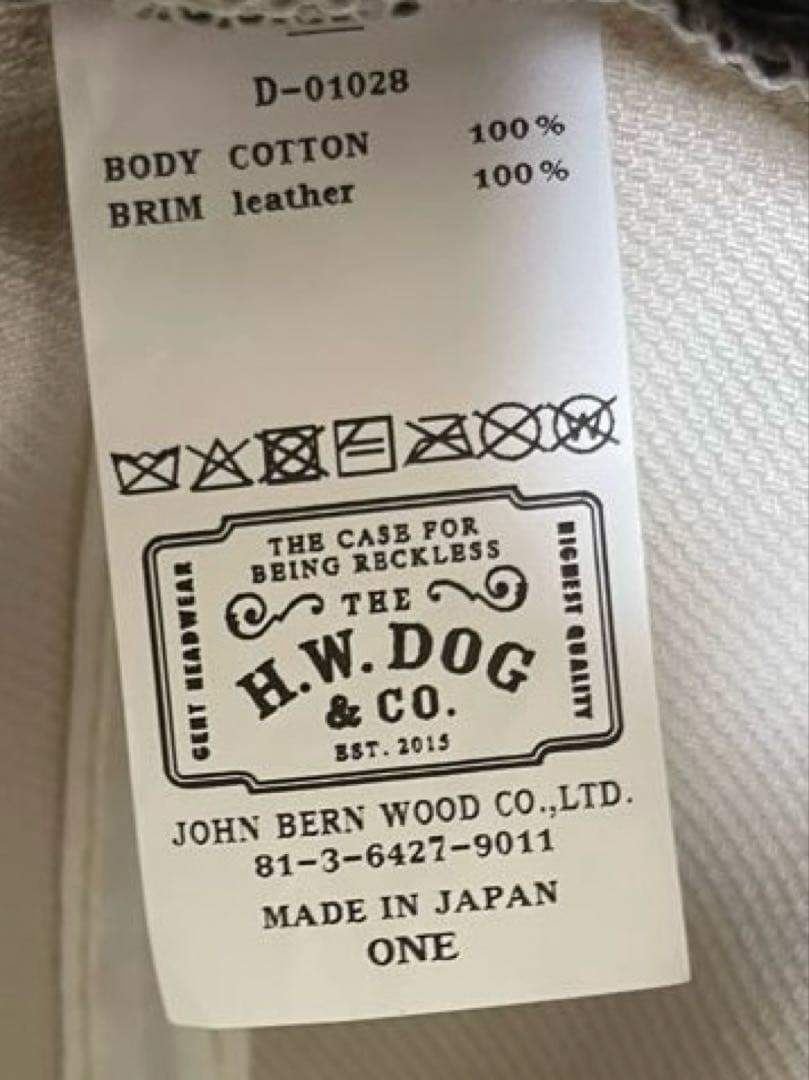 D-01028
BODY COTTON 100%
BRIM leather 100%
W
THE CASE FOR
BEING RECKLESS
GENT HEADWEAR
HIGHEST QUALITY
THE
H.W. DOG
& CO.
EST. 2015
JOHN BERN WOOD CO.,LTD.
81-3-6427-9011
MADE IN JAPAN
ONE